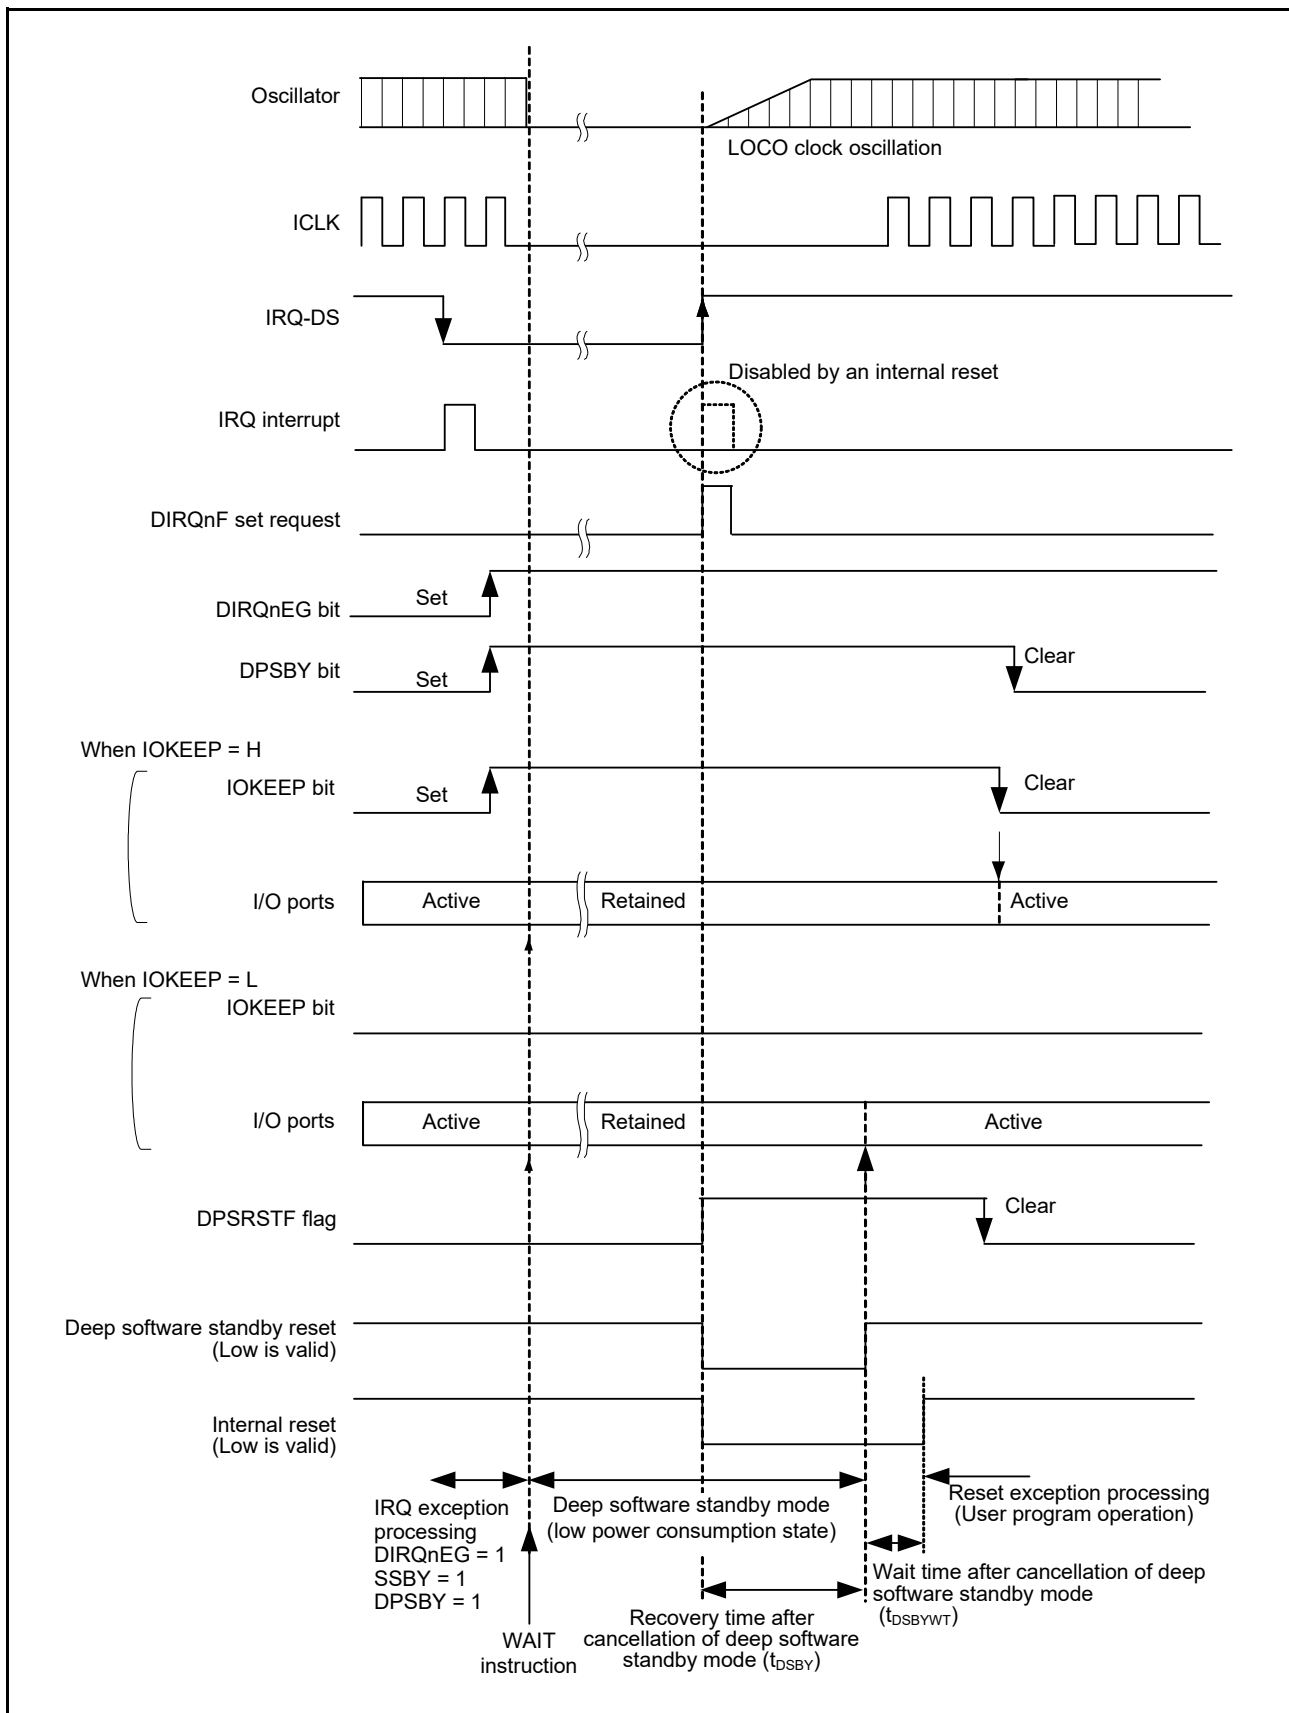 Oscillator
LOCO clock oscillation
ICLK
IRQ-DS
Disabled by an internal reset
IRQ interrupt
DIRQnF set request
Set
DIRQnEG bit
DPSBY bit
Set
Clear
When IOKEEP = H
IOKEEP bit
Set
Clear
I/O ports
Active
Retained
Active
When IOKEEP = L
IOKEEP bit
I/O ports
Active
Retained
Active
DPSRSTF flag
Clear
Deep software standby reset
(Low is valid)
Internal reset
(Low is valid)
IRQ exception
processing
DIRQnEG = 1
SSBY = 1
DPSBY = 1
Deep software standby mode
(low power consumption state)
Reset exception processing
(User program operation)
Wait time after cancellation of deep
software standby mode
(tDSBYWT)
Recovery time after
cancellation of deep software
standby mode (tDSBY)
WAIT
instruction